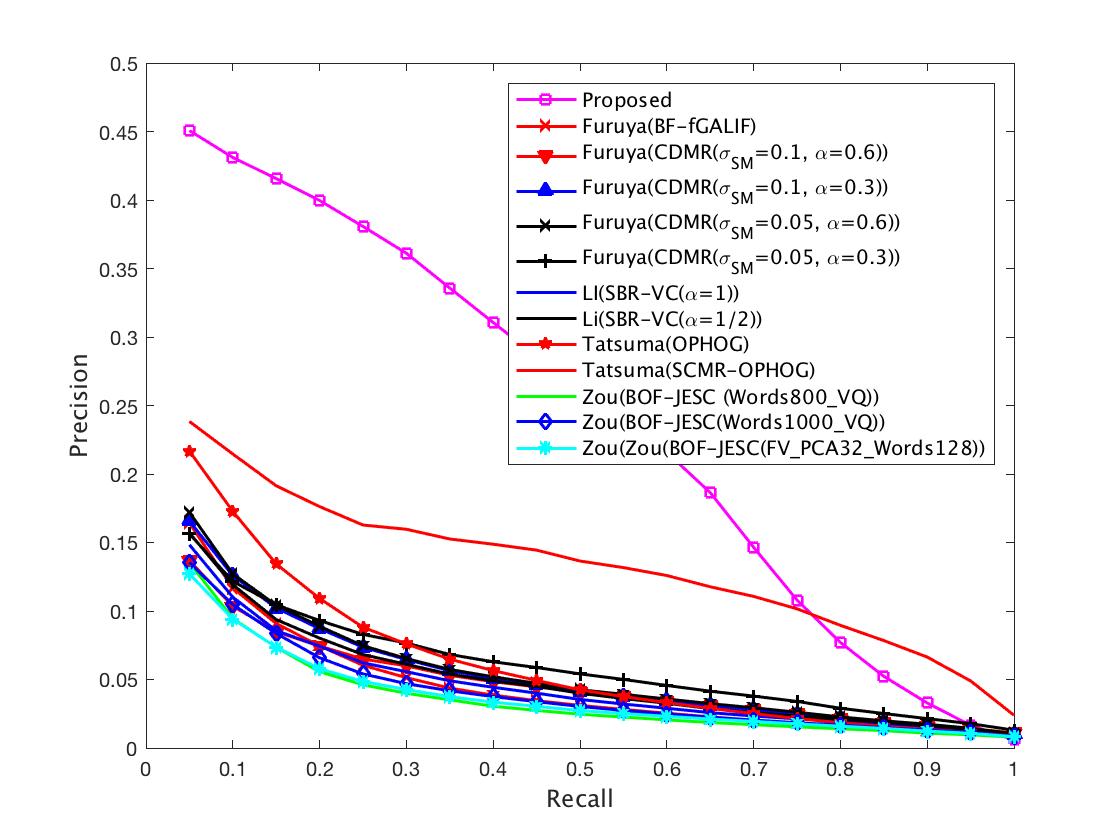 0.5
0.45
0.4
0.35
0.3
0.25
0.2
0.15
0.1
0.05
0
Precision
Proposed
Furuya(BF-fGALIF)
Furuya(CDMR(σSM=0.1, α=0.6))
Furuya(CDMR(σSM=0.1, α=0.3))
Furuya(CDMR(σSM=0.05, α=0.6))
Furuya(CDMR(σSM=0.05, α=0.3))
LI(SBR-VC(α=1))
Li(SBR-VC(α=1/2))
Tatsuma(OPHOG)
Tatsuma(SCMR-OPHOG)
Zou(BOF-JESC (Words800_VQ))
Zou(BOF-JESC(Words1000_VQ))
Zou(Zou(BOF-JESC(FV_PCA32_Words128))
0 0.1 0.2 0.3 0.4 0.5 0.6 0.7 0.8 0.9 1
Recall